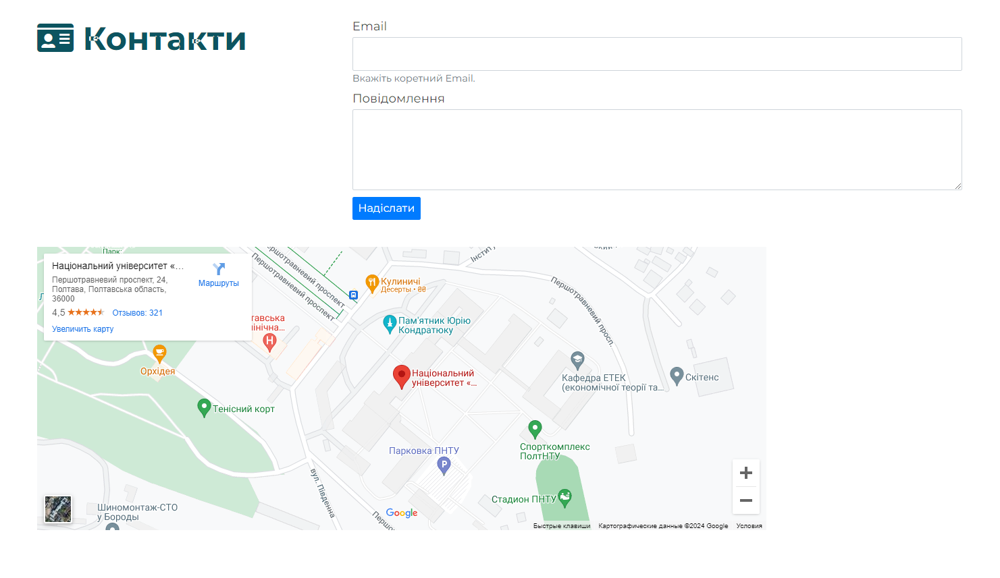 Контакти
Email
Вкажіть коретний Email.
Повідомлення
Надіслати
Парк:
Національний університет «...
Першотравневий проспект, 24,
Полтава, Полтавська область,
36000
4,5
Отзывов: 321
Увеличить карту
Маршруты
Першотравневий проспект
Першотравневий проспект
Інститу
ський
Кулиничі
Десерты • ₴₴
Першотравневий просп.
тавська
лінічна...
H
Пам'ятник Юрію
Кондратюку
Орхідея
Національний
університет «...
Кафедра ЕТЕК
(економічної теорії та...
Скітенс
Тенісний корт
Спорткомплекс
ПолтНТУ
Парковка ПНТУ
P
вул. Південна
Стадион ПНТУ
Шиномонтаж-СТО
у Бороды
Першо
Google
Быстрые клавиши
Картографические данные ©2024 Google
Условия